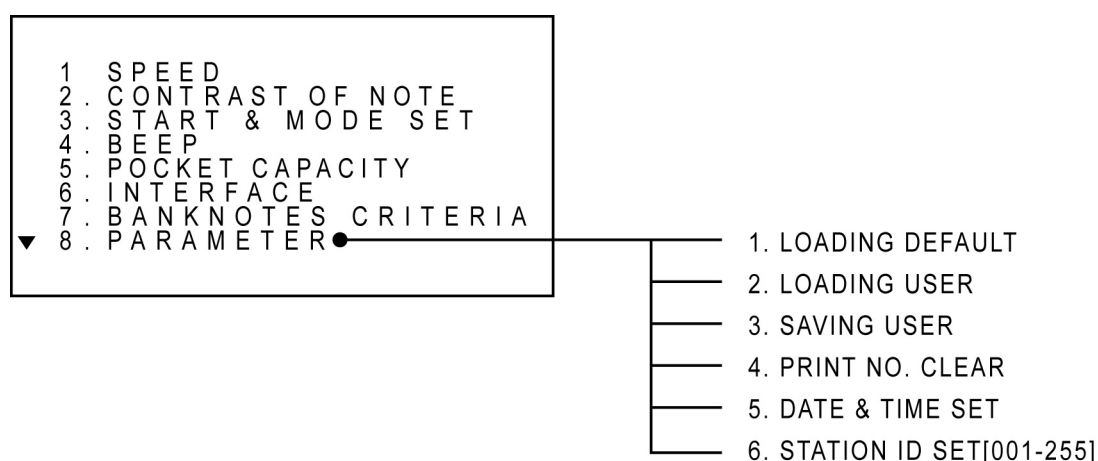 1 SPEED
2. CONTRAST OF NOTE
3. START & MODE SET
4. BEEP
5. POCKET CAPACITY
6. INTERFACE
7. BANKNOTES CRITERIA
▼ 8. PARAMETER
1. LOADING DEFAULT
2. LOADING USER
3. SAVING USER
4. PRINT NO. CLEAR
5. DATE & TIME SET
6. STATION ID SET[001-255]